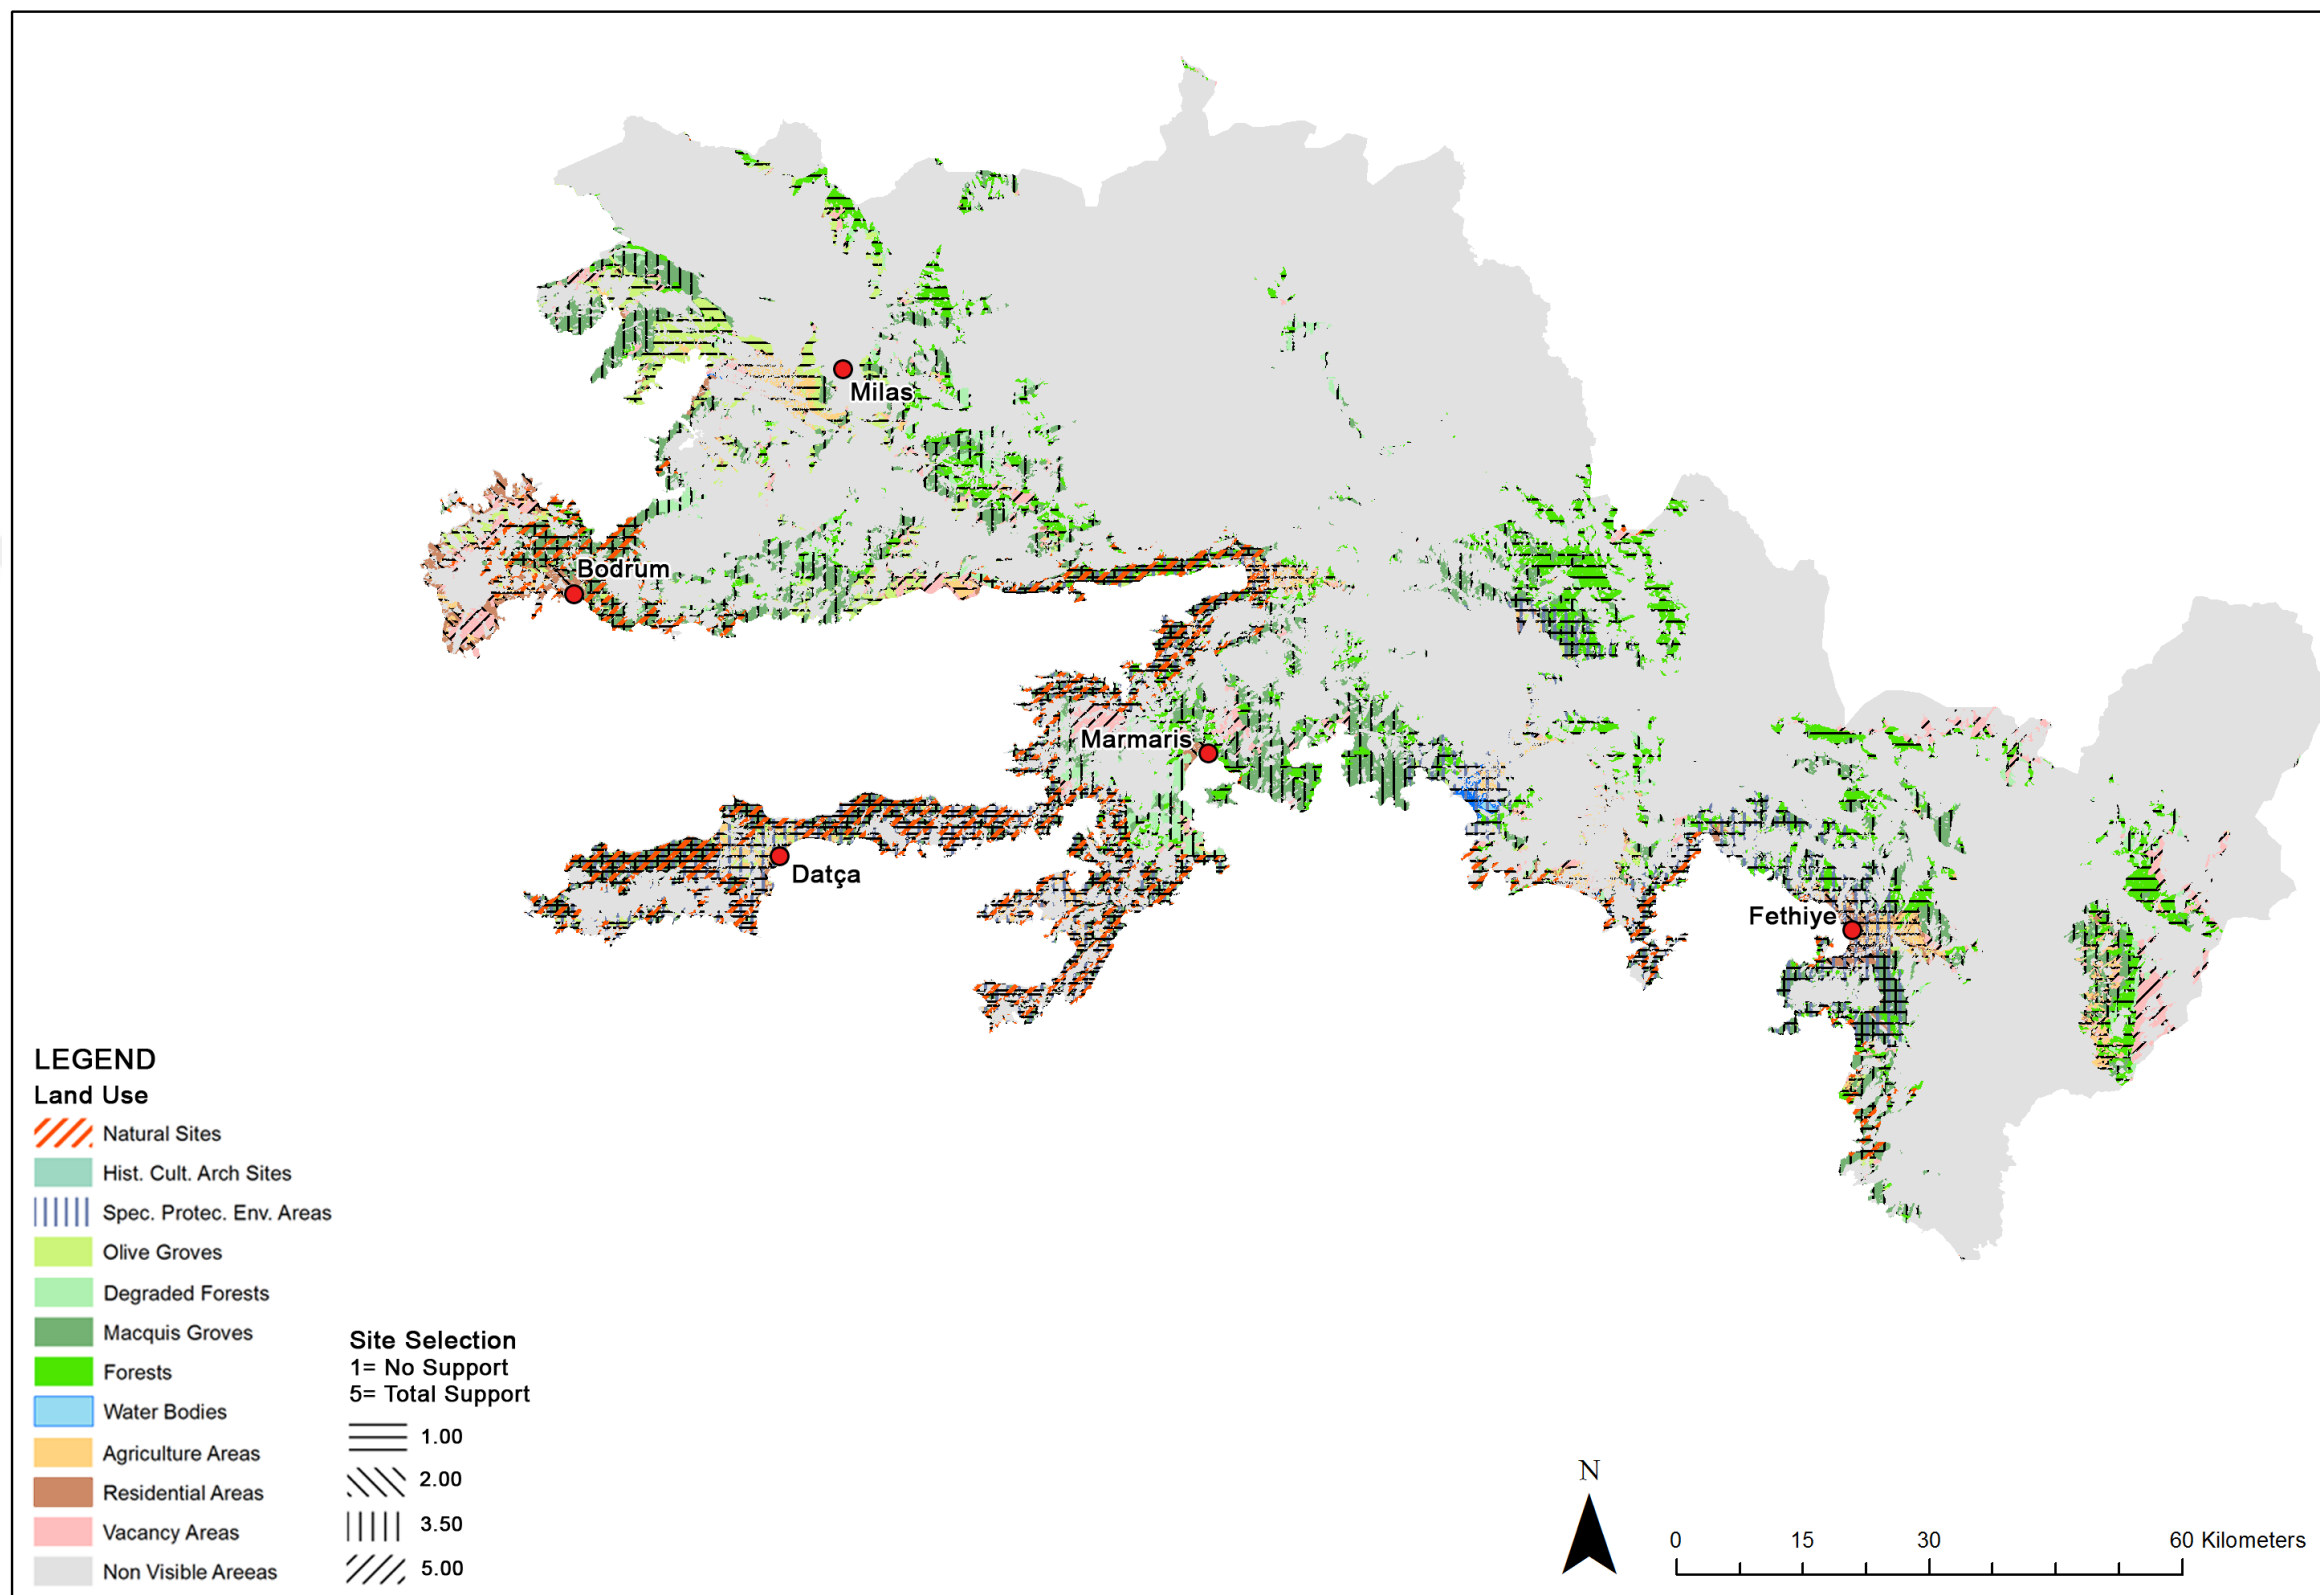 Milas
Bodrum
Marmaris
Datça
Fethiye
LEGEND
Land Use
Natural Sites
Hist. Cult. Arch Sites
Spec. Protec. Env. Areas
Olive Groves
Degraded Forests
Macquis Groves
Forests
Water Bodies
Agriculture Areas
Residential Areas
Vacancy Areas
Non Visible Areeas
Site Selection
1= No Support
5= Total Support
1.00
2.00
3.50
5.00
N
0 15 30 60 Kilometers